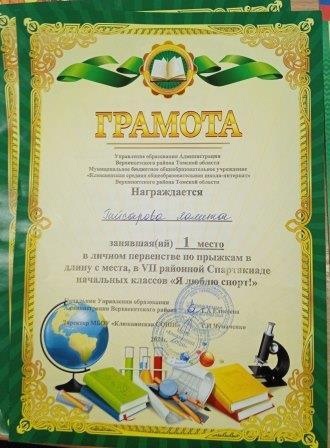 ГРАМОТА
Управление образования Администрации
Верхнекетского района Томской области
Муниципальное бюджетное общеобразовательное учреждение
«Клюквинская средняя общеобразовательная школа-интернат»
Верхнекетского района Томской области
Награждается
занявшая(ий) 1 место
в личном первенстве по прыжкам в
длину с места, в VII районной Спартакиаде
начальных классов «Я люблю спорт!»
Начальник Управления образования
Администрации Верхнекетского района
Директор МБОУ «Клюквинская СОШИ»